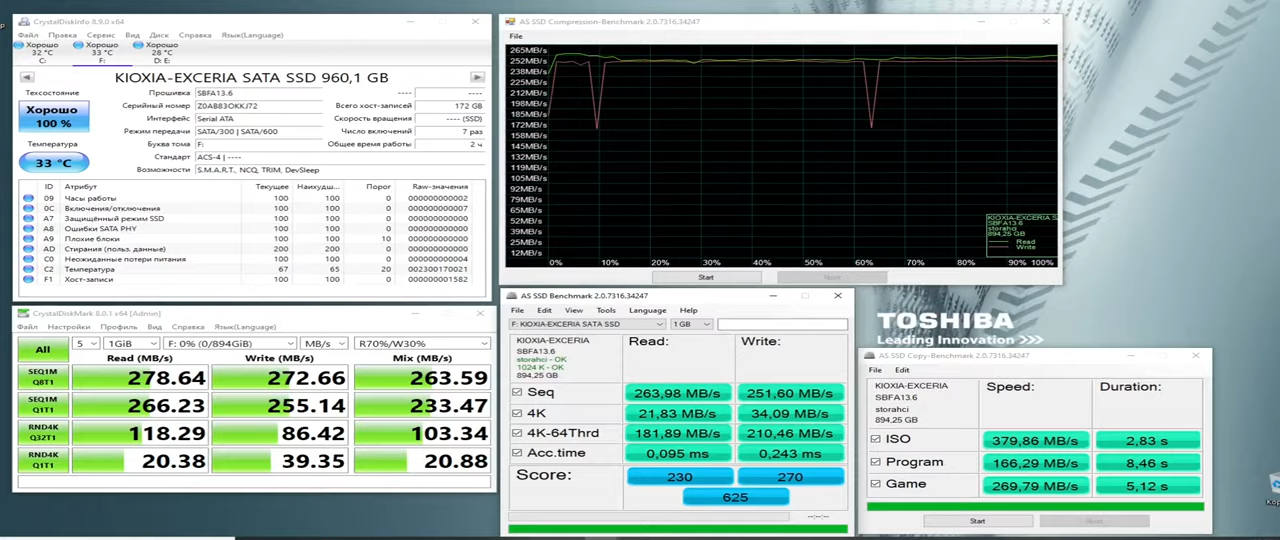 CrystalDiskInfo 8.9.0 x64
Файл Правка Сервис Вид Диск Справка Язык(Language)
Хорошо Хорошо Хорошо
32 °C 33 °C 28 °C
C: F: D: E:
KIOXIA-EXCERIA SATA SSD 960,1 GB
Техсостояние
Хорошо
100 %
Температура
33 °C
Прошивка SBFA13.6 ---- ----
Серийный номер Z0AB83OKKJ72 Всего хост-записей 172 GB
Интерфейс Serial ATA Скорость вращения ---- (SSD)
Режим передачи SATA/300 | SATA/600 Число включений 7 раз
Буква тома F: Общее время работы 2 ч
Стандарт ACS-4 | ----
Возможности S.M.A.R.T., NCQ, TRIM, DevSleep
ID Атрибут Текущее Наихудш... Порог Raw-значения
09 Часы работы 100 100 0 000000000002
0C Включения/отключения 100 100 0 000000000007
A7 Защищённый режим SSD 100 100 0 000000000000
A8 Ошибки SATA PHY 100 100 0 000000000000
A9 Плохие блоки 100 100 10 000000000000
AD Стирания (польз. данные) 200 200 0 000000000000
C0 Неожиданные потери питания 100 100 0 000000000004
C2 Температура 67 65 20 002300170021
F1 Хост-записи 100 100 0 000000001582
CrystalDiskMark 8.0.1 x64 [Admin]
Файл Настройки Профиль Вид Справка Язык(Language)
All 5 1GiB F: 0% (0/894GiB) MB/s R70%/W30%
Read (MB/s) Write (MB/s) Mix (MB/s)
SEQ1M
Q8T1
278.64 272.66 263.59
SEQ1M
Q1T1
266.23 255.14 233.47
RND4K
Q32T1
118.29 86.42 103.34
RND4K
Q1T1
20.38 39.35 20.88
AS SSD Compression-Benchmark 2.0.7316.34247
File
265MB/s
252MB/s
238MB/s
225MB/s
212MB/s
198MB/s
185MB/s
172MB/s
158MB/s
145MB/s
132MB/s
119MB/s
105MB/s
92MB/s
79MB/s
65MB/s
52MB/s
39MB/s
25MB/s
12MB/s
0% 10% 20% 30% 40% 50% 60% 70% 80% 90% 100%
KIOXIA-EXCERIA S
SBFA13.6
storahci
894,25 GB
Read
Write
Start
AS SSD Benchmark 2.0.7316.34247
File Edit View Tools Language Help
F: KIOXIA-EXCERIA SATA SSD 1 GB
KIOXIA-EXCERIA
SBFA13.6
storahci - OK
1024 K - OK
894,25 GB
Read: Write:
Seq 263,98 MB/s 251,60 MB/s
4K 21,83 MB/s 34,09 MB/s
4K-64Thrd 181,89 MB/s 210,46 MB/s
Acc.time 0,095 ms 0,243 ms
Score: 230 270
625
--:--:--
TOSHIBA
Leading Innovation >>>
AS SSD Copy-Benchmark 2.0.7316.34247
File Edit
KIOXIA-EXCERIA
SBFA13.6
storahci
894,25 GB
Speed: Duration:
ISO 379,86 MB/s 2,83 s
Program 166,29 MB/s 8,46 s
Game 269,79 MB/s 5,12 s
Start